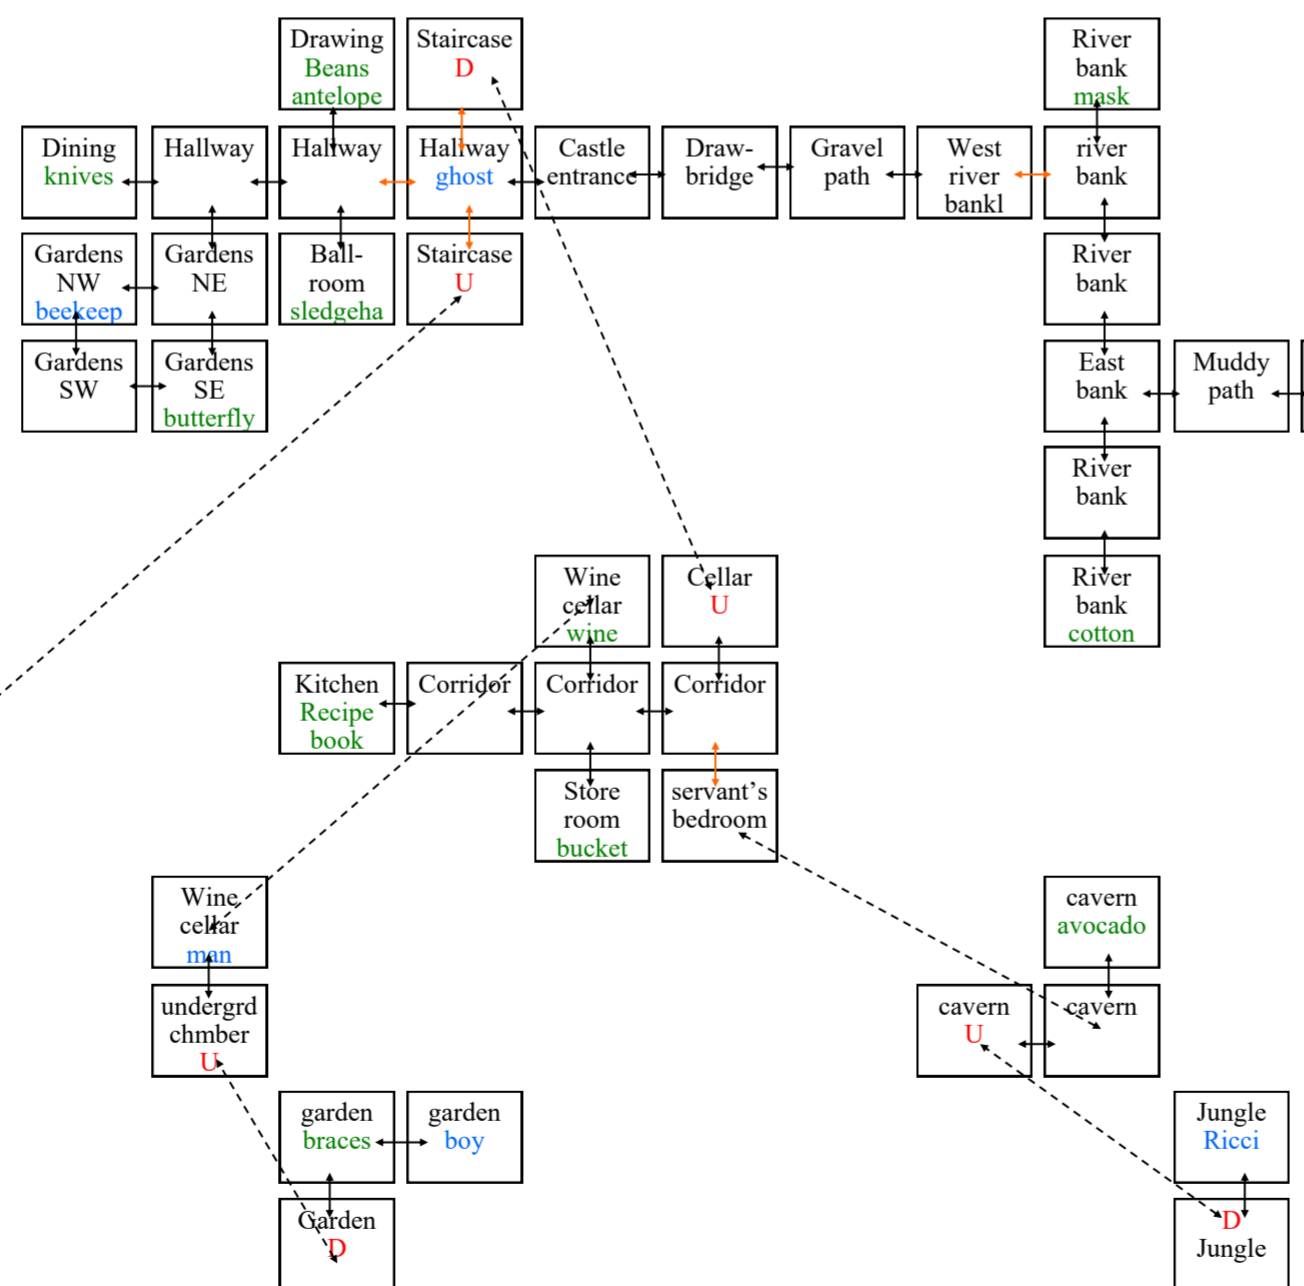 Drawing
Beans
antelope
Staircase
D
River
bank
mask
Dining
knives
Hallway
Hallway
Hallway
ghost
Castle
entrance
Draw-
bridge
Gravel
path
West
river
bankl
river
bank
Gardens
NW
beekeep
Gardens
NE
Ball-
room
sledgeha
Staircase
U
River
bank
Gardens
SW
Gardens
SE
butterfly
East
bank
Muddy
path
River
bank
Wine
cellar
wine
Cellar
U
River
bank
cotton
Kitchen
Recipe
book
Corridor
Corridor
Corridor
Store
room
bucket
servant's
bedroom
Wine
cellar
man
cavern
avocado
undergrd
chmber
U
cavern
U
cavern
garden
braces
garden
boy
Jungle
Ricci
Garden
D
D
Jungle